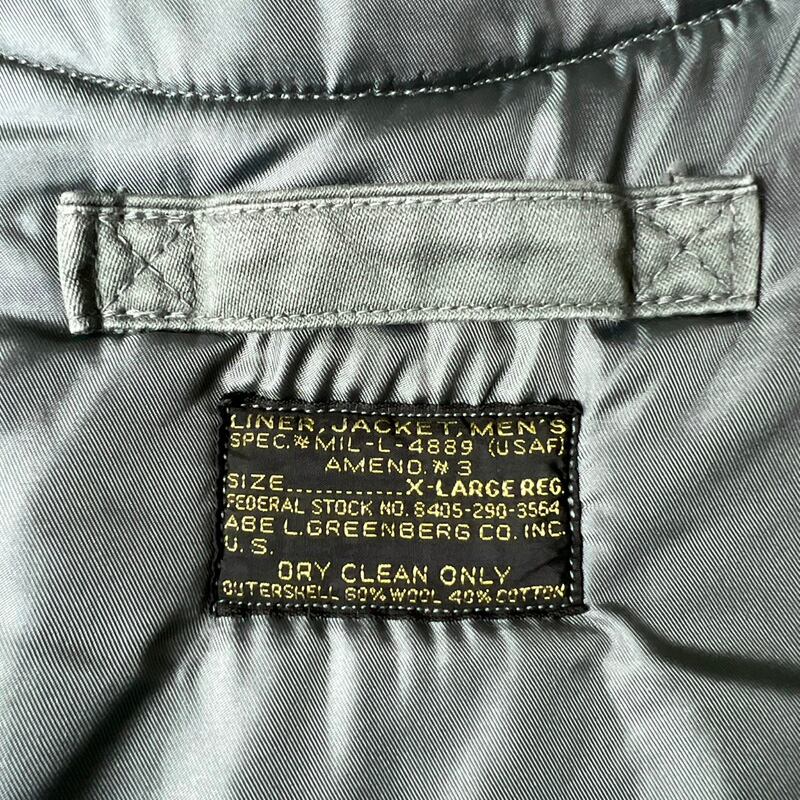 LINER, JACKET, MEN'S
SPEC.#MIL-L-4889 (USAF)
AMEND.#3
SIZE............X-LARGE REG.
FEDERAL STOCK NO. 8405-290-3564
ABE L. GREENBERG CO. INC.
U.S.
DRY CLEAN ONLY
OUTERSHELL 60% WOOL 40% COTTON